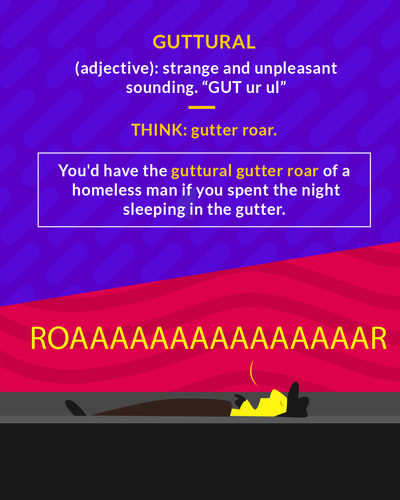 GUTTURAL
(adjective): strange and unpleasant
sounding. “GUT ur ul”
THINK: gutter roar.
You'd have the guttural gutter roar of a
homeless man if you spent the night
sleeping in the gutter.
ROAAAAAAAAAAAAAAAAR